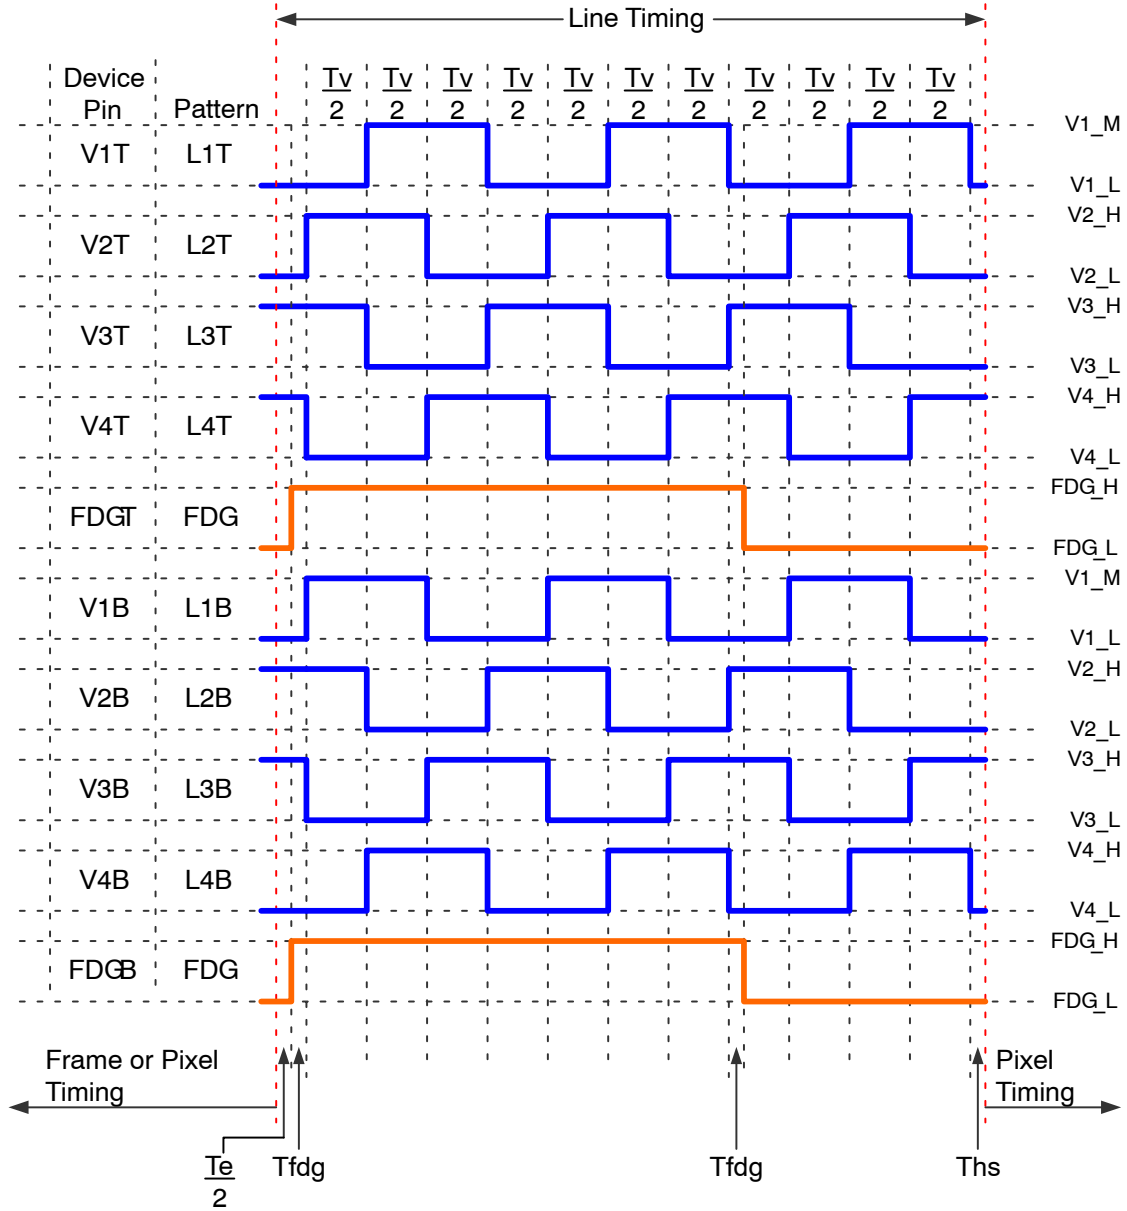 Line Timing
Device
Pin
Pattern
Tv Tv Tv Tv Tv Tv Tv Tv Tv Tv Tv
2 2 2 2 2 2 2 2 2 2 2
V1_M
V1T L1T
V1_L
V2_H
V2T L2T
V2_L
V3_H
V3T L3T
V3_L
V4_H
V4T L4T
V4_L
FDG_H
FDGT FDG
FDG_L
V1_M
V1B L1B
V1_L
V2_H
V2B L2B
V2_L
V3_H
V3B L3B
V3_L
V4_H
V4B L4B
V4_L
FDG_H
FDGB FDG
FDG_L
Frame or Pixel
Timing
Pixel
Timing
Te
2
Tfdg
Tfdg
Ths